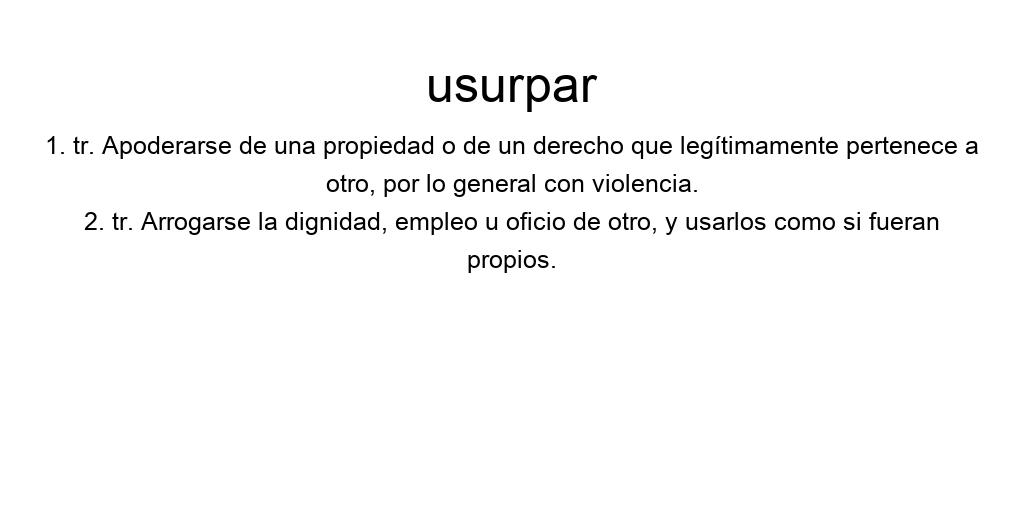 usurpar
1. tr. Apoderarse de una propiedad o de un derecho que legítimamente pertenece a
otro, por lo general con violencia.
2. tr. Arrogarse la dignidad, empleo u oficio de otro, y usarlos como si fueran
propios.